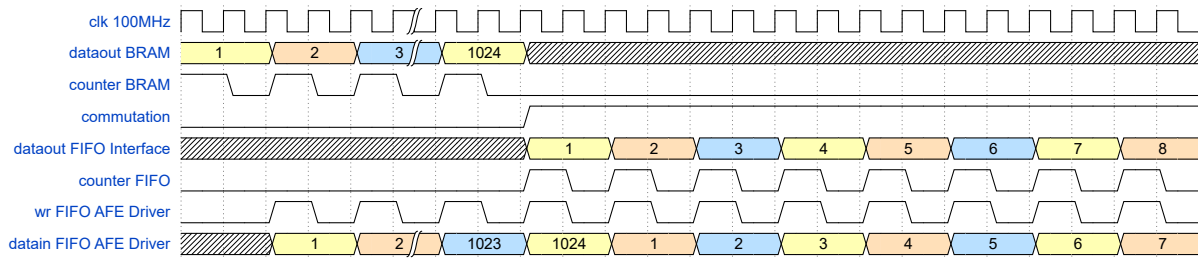 clk 100MHz
dataout BRAM 1 2 3 1024
counter BRAM
commutation
dataout FIFO Interface 1 2 3 4 5 6 7 8
counter FIFO
wr FIFO AFE Driver
datain FIFO AFE Driver 1 2 1023 1024 1 2 3 4 5 6 7